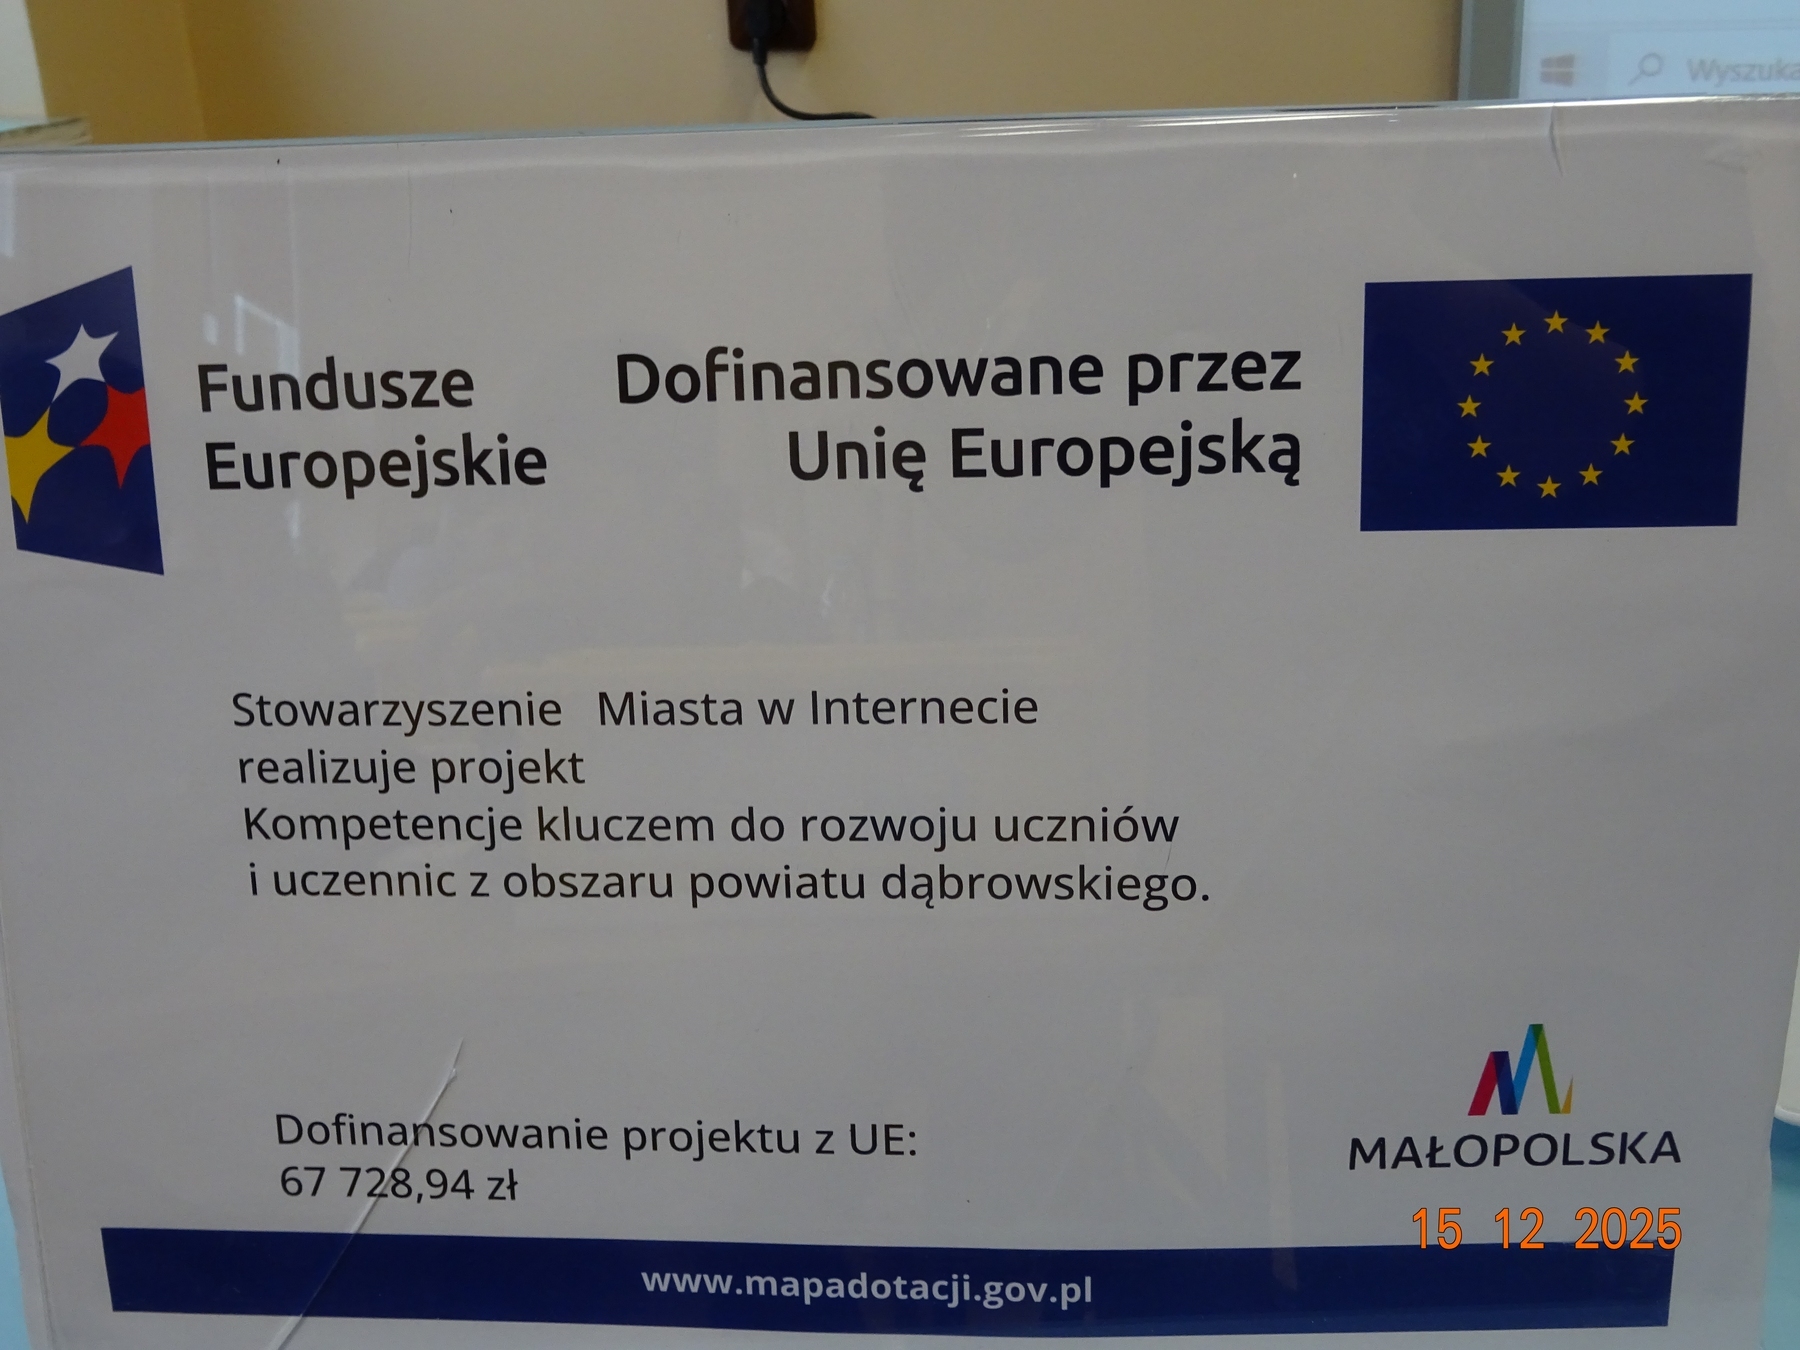 Wyszuka
Fundusze
Europejskie
Dofinansowane przez
Unię Europejską
Stowarzyszenie Miasta w Internecie
realizuje projekt
Kompetencje kluczem do rozwoju uczniów
i uczennic z obszaru powiatu dąbrowskiego.
Dofinansowanie projektu z UE:
67 728,94 zł
MAŁOPOLSKA
15 12 2025
www.mapadotacji.gov.pl